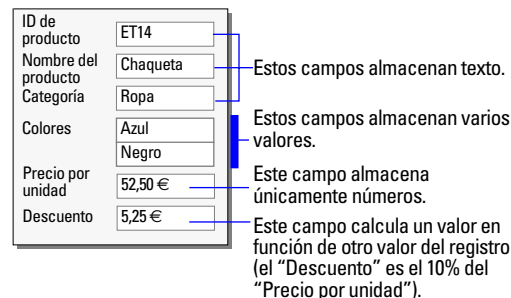 ID de
producto
ET14
Nombre del
producto
Chaqueta
Estos campos almacenan texto.
Categoría
Ropa
Colores
Azul
Negro
Estos campos almacenan varios
valores.
Precio por
unidad
52,50 €
Este campo almacena
únicamente números.
Descuento
5,25 €
Este campo calcula un valor en
función de otro valor del registro
(el “Descuento” es el 10% del
“Precio por unidad”).